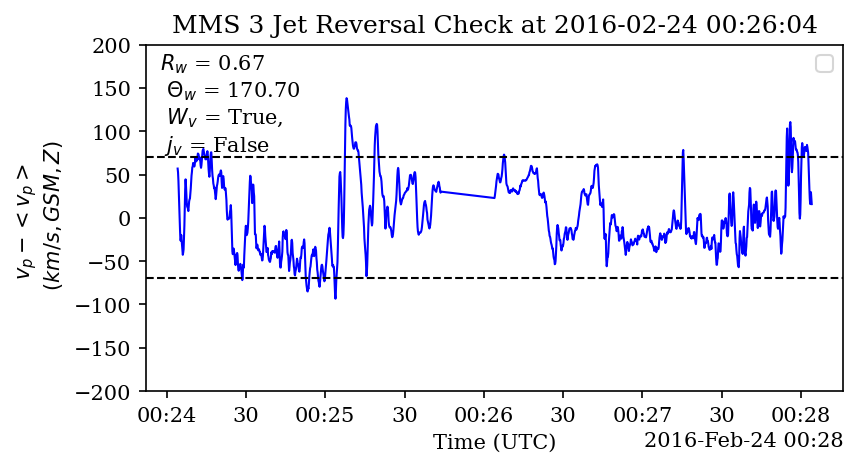 MMS 3 Jet Reversal Check at 2016-02-24 00:26:04
200
150
100
50
0
−50
−100
−150
−200
v_p − < v_p >
(km/s, GSM, Z)
R_w = 0.67
Θ_w = 170.70
W_v = True,
j_v = False
00:24 30 00:25 30 00:26 30 00:27 30 00:28
Time (UTC)
2016-Feb-24 00:28